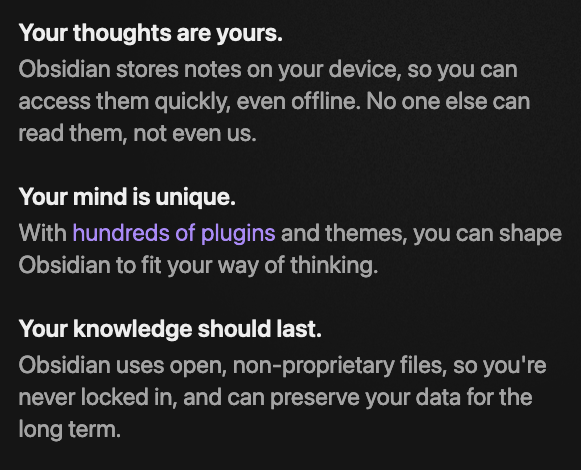 Your thoughts are yours.
Obsidian stores notes on your device, so you can
access them quickly, even offline. No one else can
read them, not even us.
Your mind is unique.
With hundreds of plugins and themes, you can shape
Obsidian to fit your way of thinking.
Your knowledge should last.
Obsidian uses open, non-proprietary files, so you're
never locked in, and can preserve your data for the
long term.